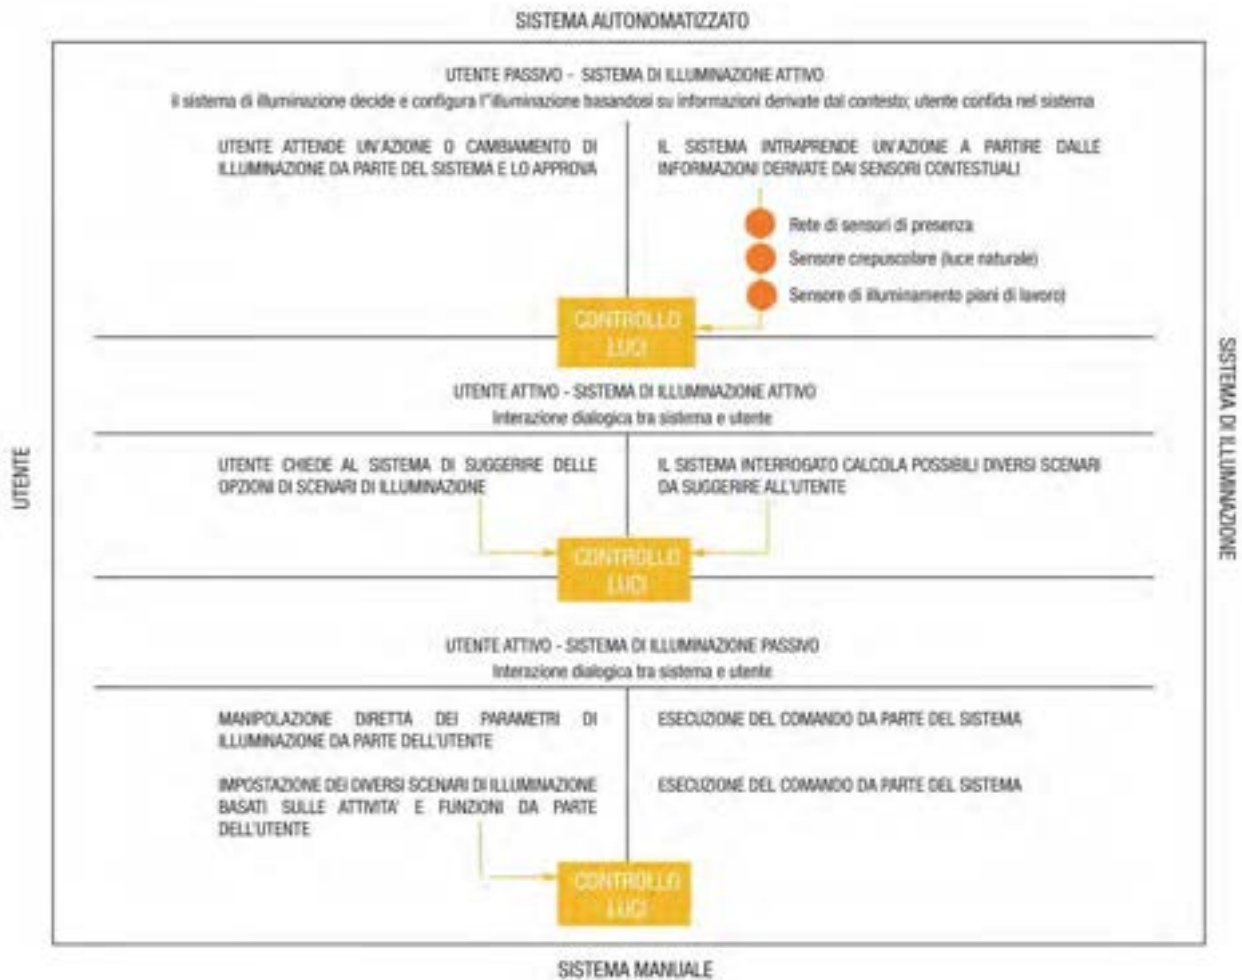 SISTEMA AUTONOMATIZZATO
UTENTE PASSIVO - SISTEMA DI ILLUMINAZIONE ATTIVO
il sistema di illuminazione decide e configura l"illuminazione basandosi su informazioni derivate dal contesto; utente confida nel sistema
UTENTE ATTENDE UN'AZIONE O CAMBIAMENTO DI
ILLUMINAZIONE DA PARTE DEL SISTEMA E LO APPROVA
IL SISTEMA INTRAPRENDE UN'AZIONE A PARTIRE DALLE
INFORMAZIONI DERIVATE DAI SENSORI CONTESTUALI
Rete di sensori di presenza
Sensore crepuscolare (luce naturale)
Sensore di illuminamento piani di lavoro)
CONTROLLO
LUCI
UTENTE ATTIVO - SISTEMA DI ILLUMINAZIONE ATTIVO
Interazione dialogica tra sistema e utente
UTENTE CHIEDE AL SISTEMA DI SUGGERIRE DELLE
OPZIONI DI SCENARI DI ILLUMINAZIONE
IL SISTEMA INTERROGATO CALCOLA POSSIBILI DIVERSI SCENARI
DA SUGGERIRE ALL'UTENTE
CONTROLLO
LUCI
UTENTE ATTIVO - SISTEMA DI ILLUMINAZIONE PASSIVO
Interazione dialogica tra sistema e utente
MANIPOLAZIONE DIRETTA DEI PARAMETRI DI
ILLUMINAZIONE DA PARTE DELL'UTENTE
ESECUZIONE DEL COMANDO DA PARTE DEL SISTEMA
IMPOSTAZIONE DEI DIVERSI SCENARI DI ILLUMINAZIONE
BASATI SULLE ATTIVITA' E FUNZIONI DA PARTE
DELL'UTENTE
ESECUZIONE DEL COMANDO DA PARTE DEL SISTEMA
CONTROLLO
LUCI
UTENTE
SISTEMA DI ILLUMINAZIONE
SISTEMA MANUALE